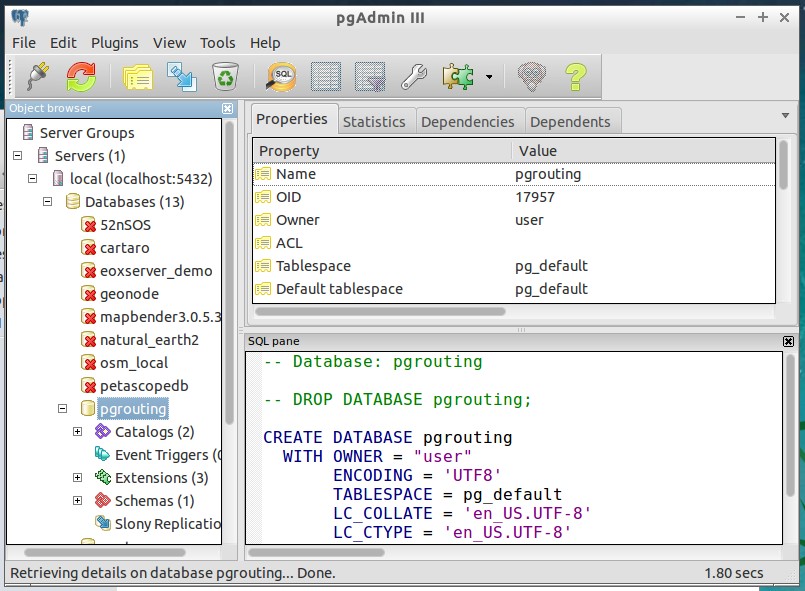 pgAdmin III
File Edit Plugins View Tools Help
SQL
Object browser
Server Groups
Servers (1)
local (localhost:5432)
Databases (13)
52nSOS
cartaro
eoxserver_demo
geonode
mapbender3.0.5.3
natural_earth2
osm_local
petascopedb
pgrouting
Catalogs (2)
Event Triggers (0
Extensions (3)
Schemas (1)
Slony Replicatio
Properties Statistics Dependencies Dependents
Property Value
Name pgrouting
OID 17957
Owner user
ACL
Tablespace pg_default
Default tablespace pg_default
SQL pane
-- Database: pgrouting
-- DROP DATABASE pgrouting;
CREATE DATABASE pgrouting
WITH OWNER = "user"
ENCODING = 'UTF8'
TABLESPACE = pg_default
LC_COLLATE = 'en_US.UTF-8'
LC_CTYPE = 'en_US.UTF-8'
Retrieving details on database pgrouting... Done. 1.80 secs